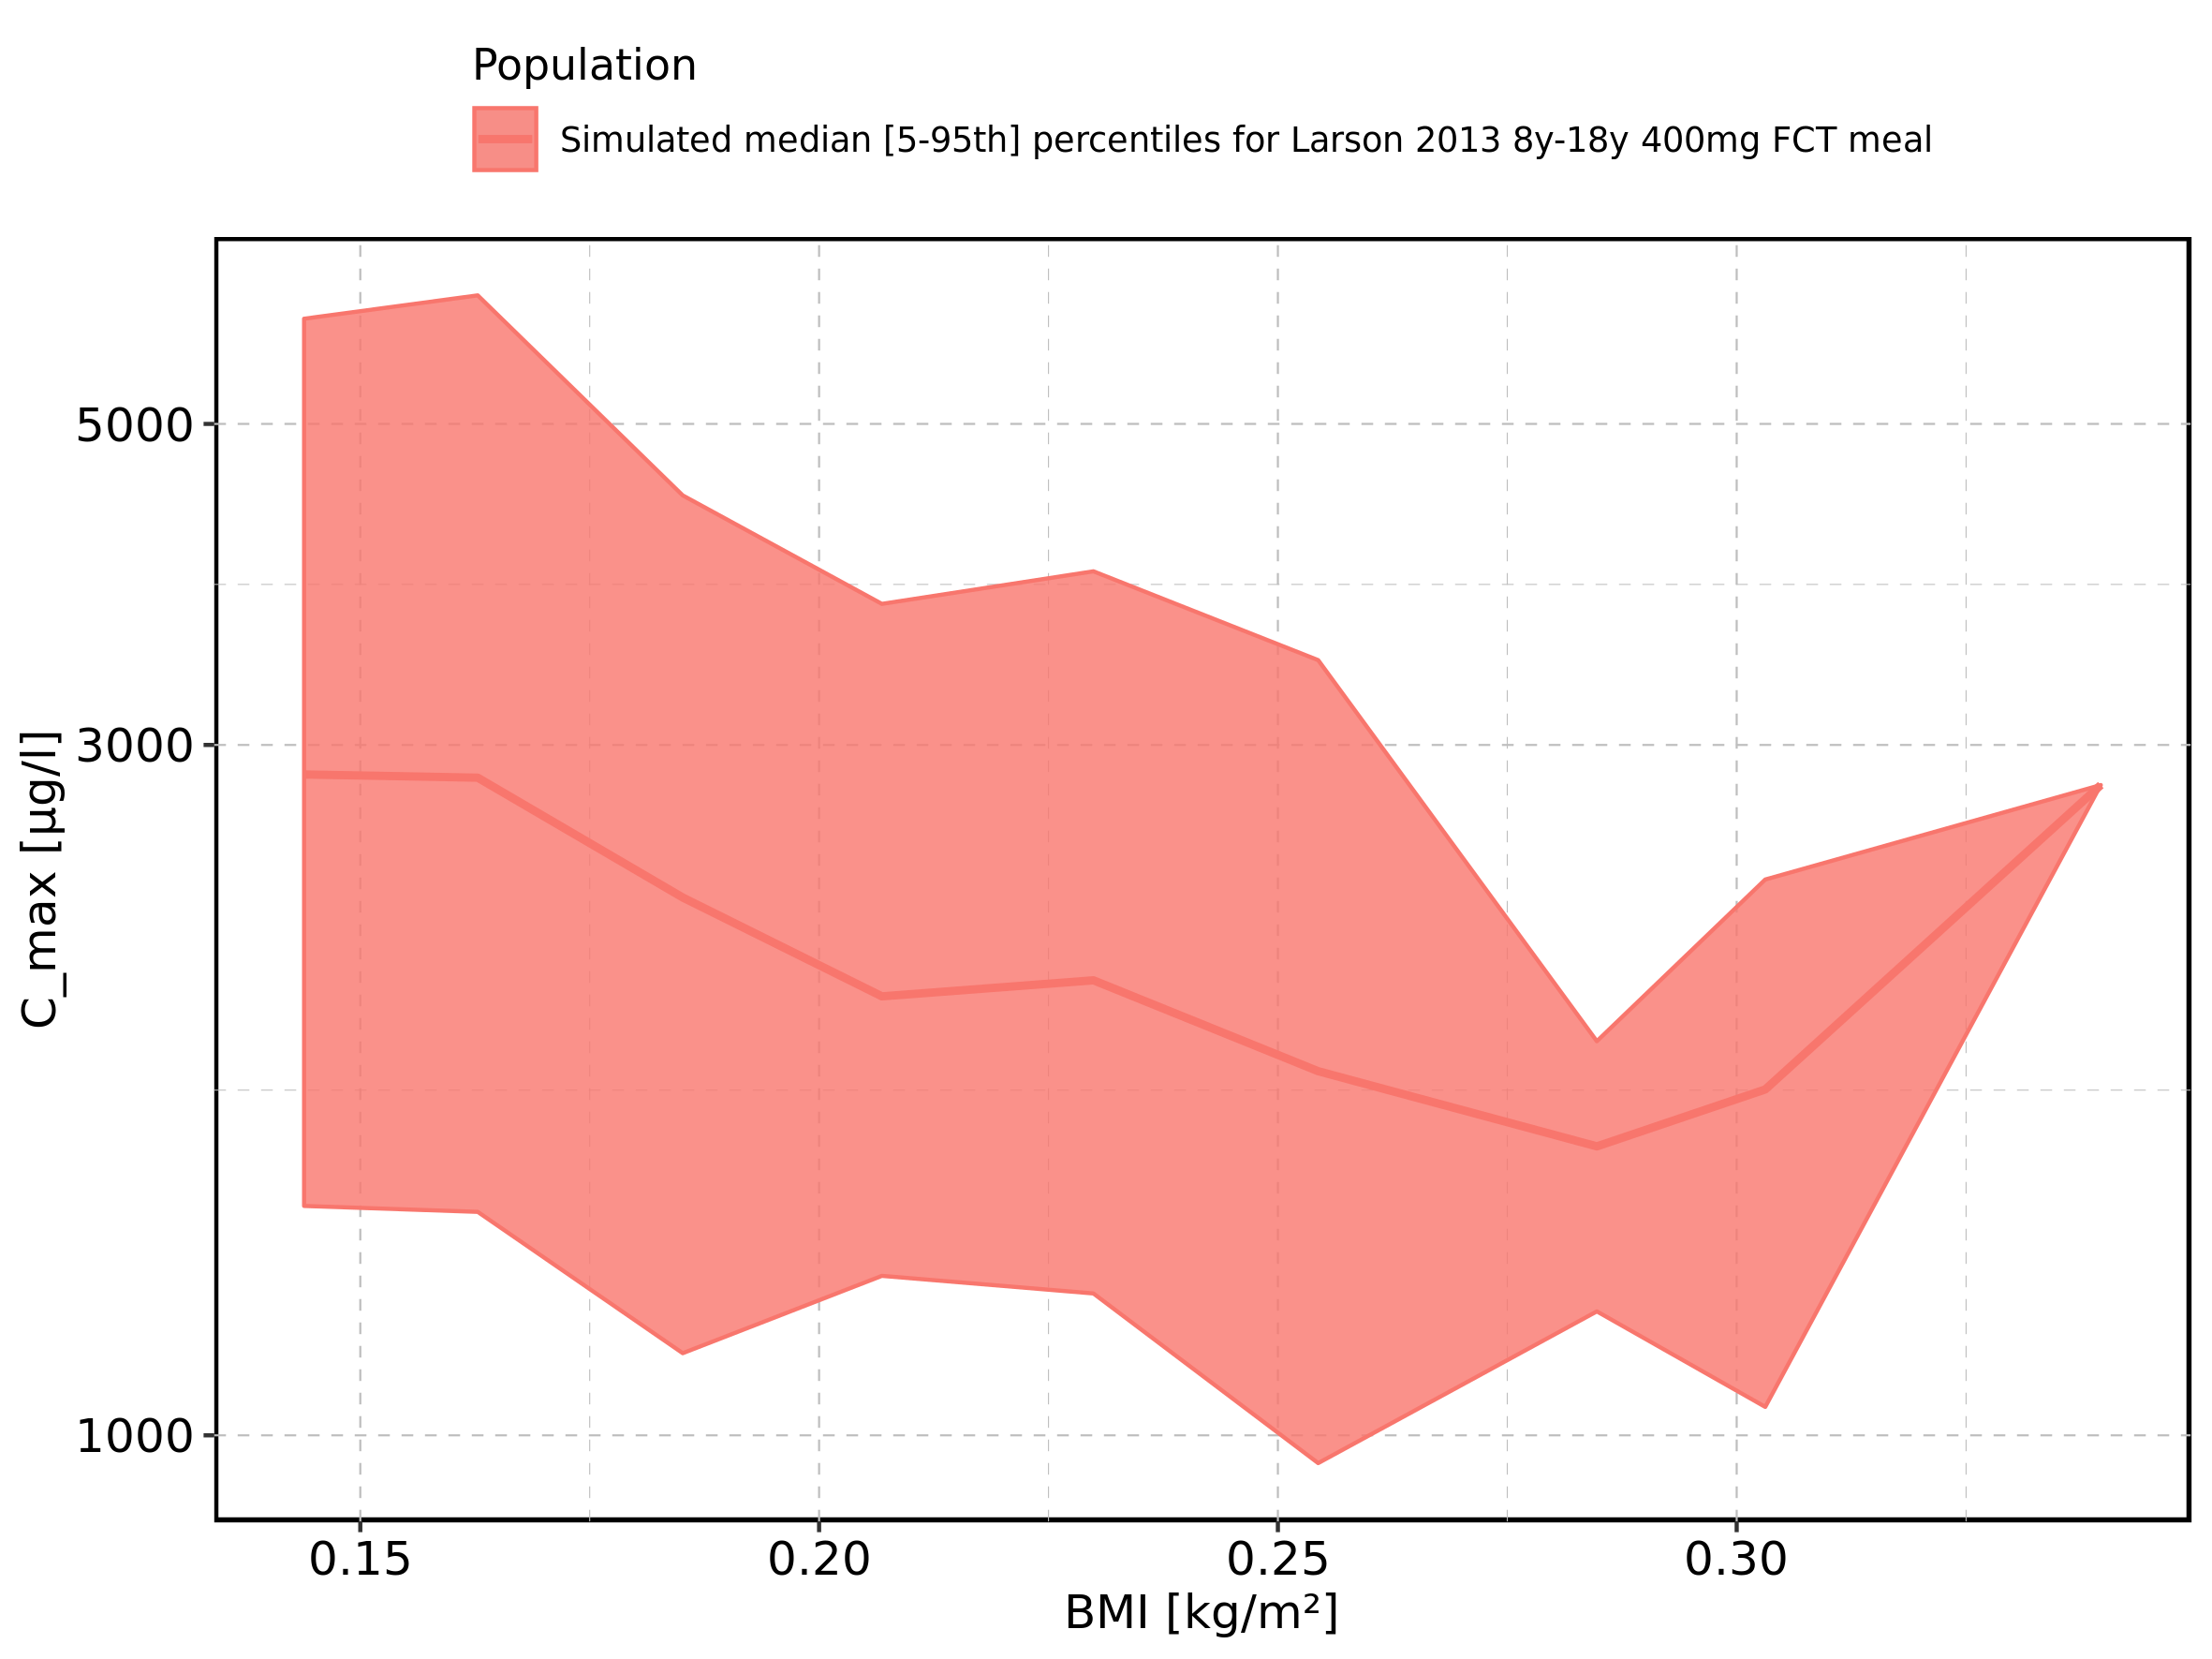 Population
Simulated median [5-95th] percentiles for Larson 2013 8y-18y 400mg FCT meal
C_max [µg/l]
5000
3000
1000
0.15 0.20 0.25 0.30
BMI [kg/m²]